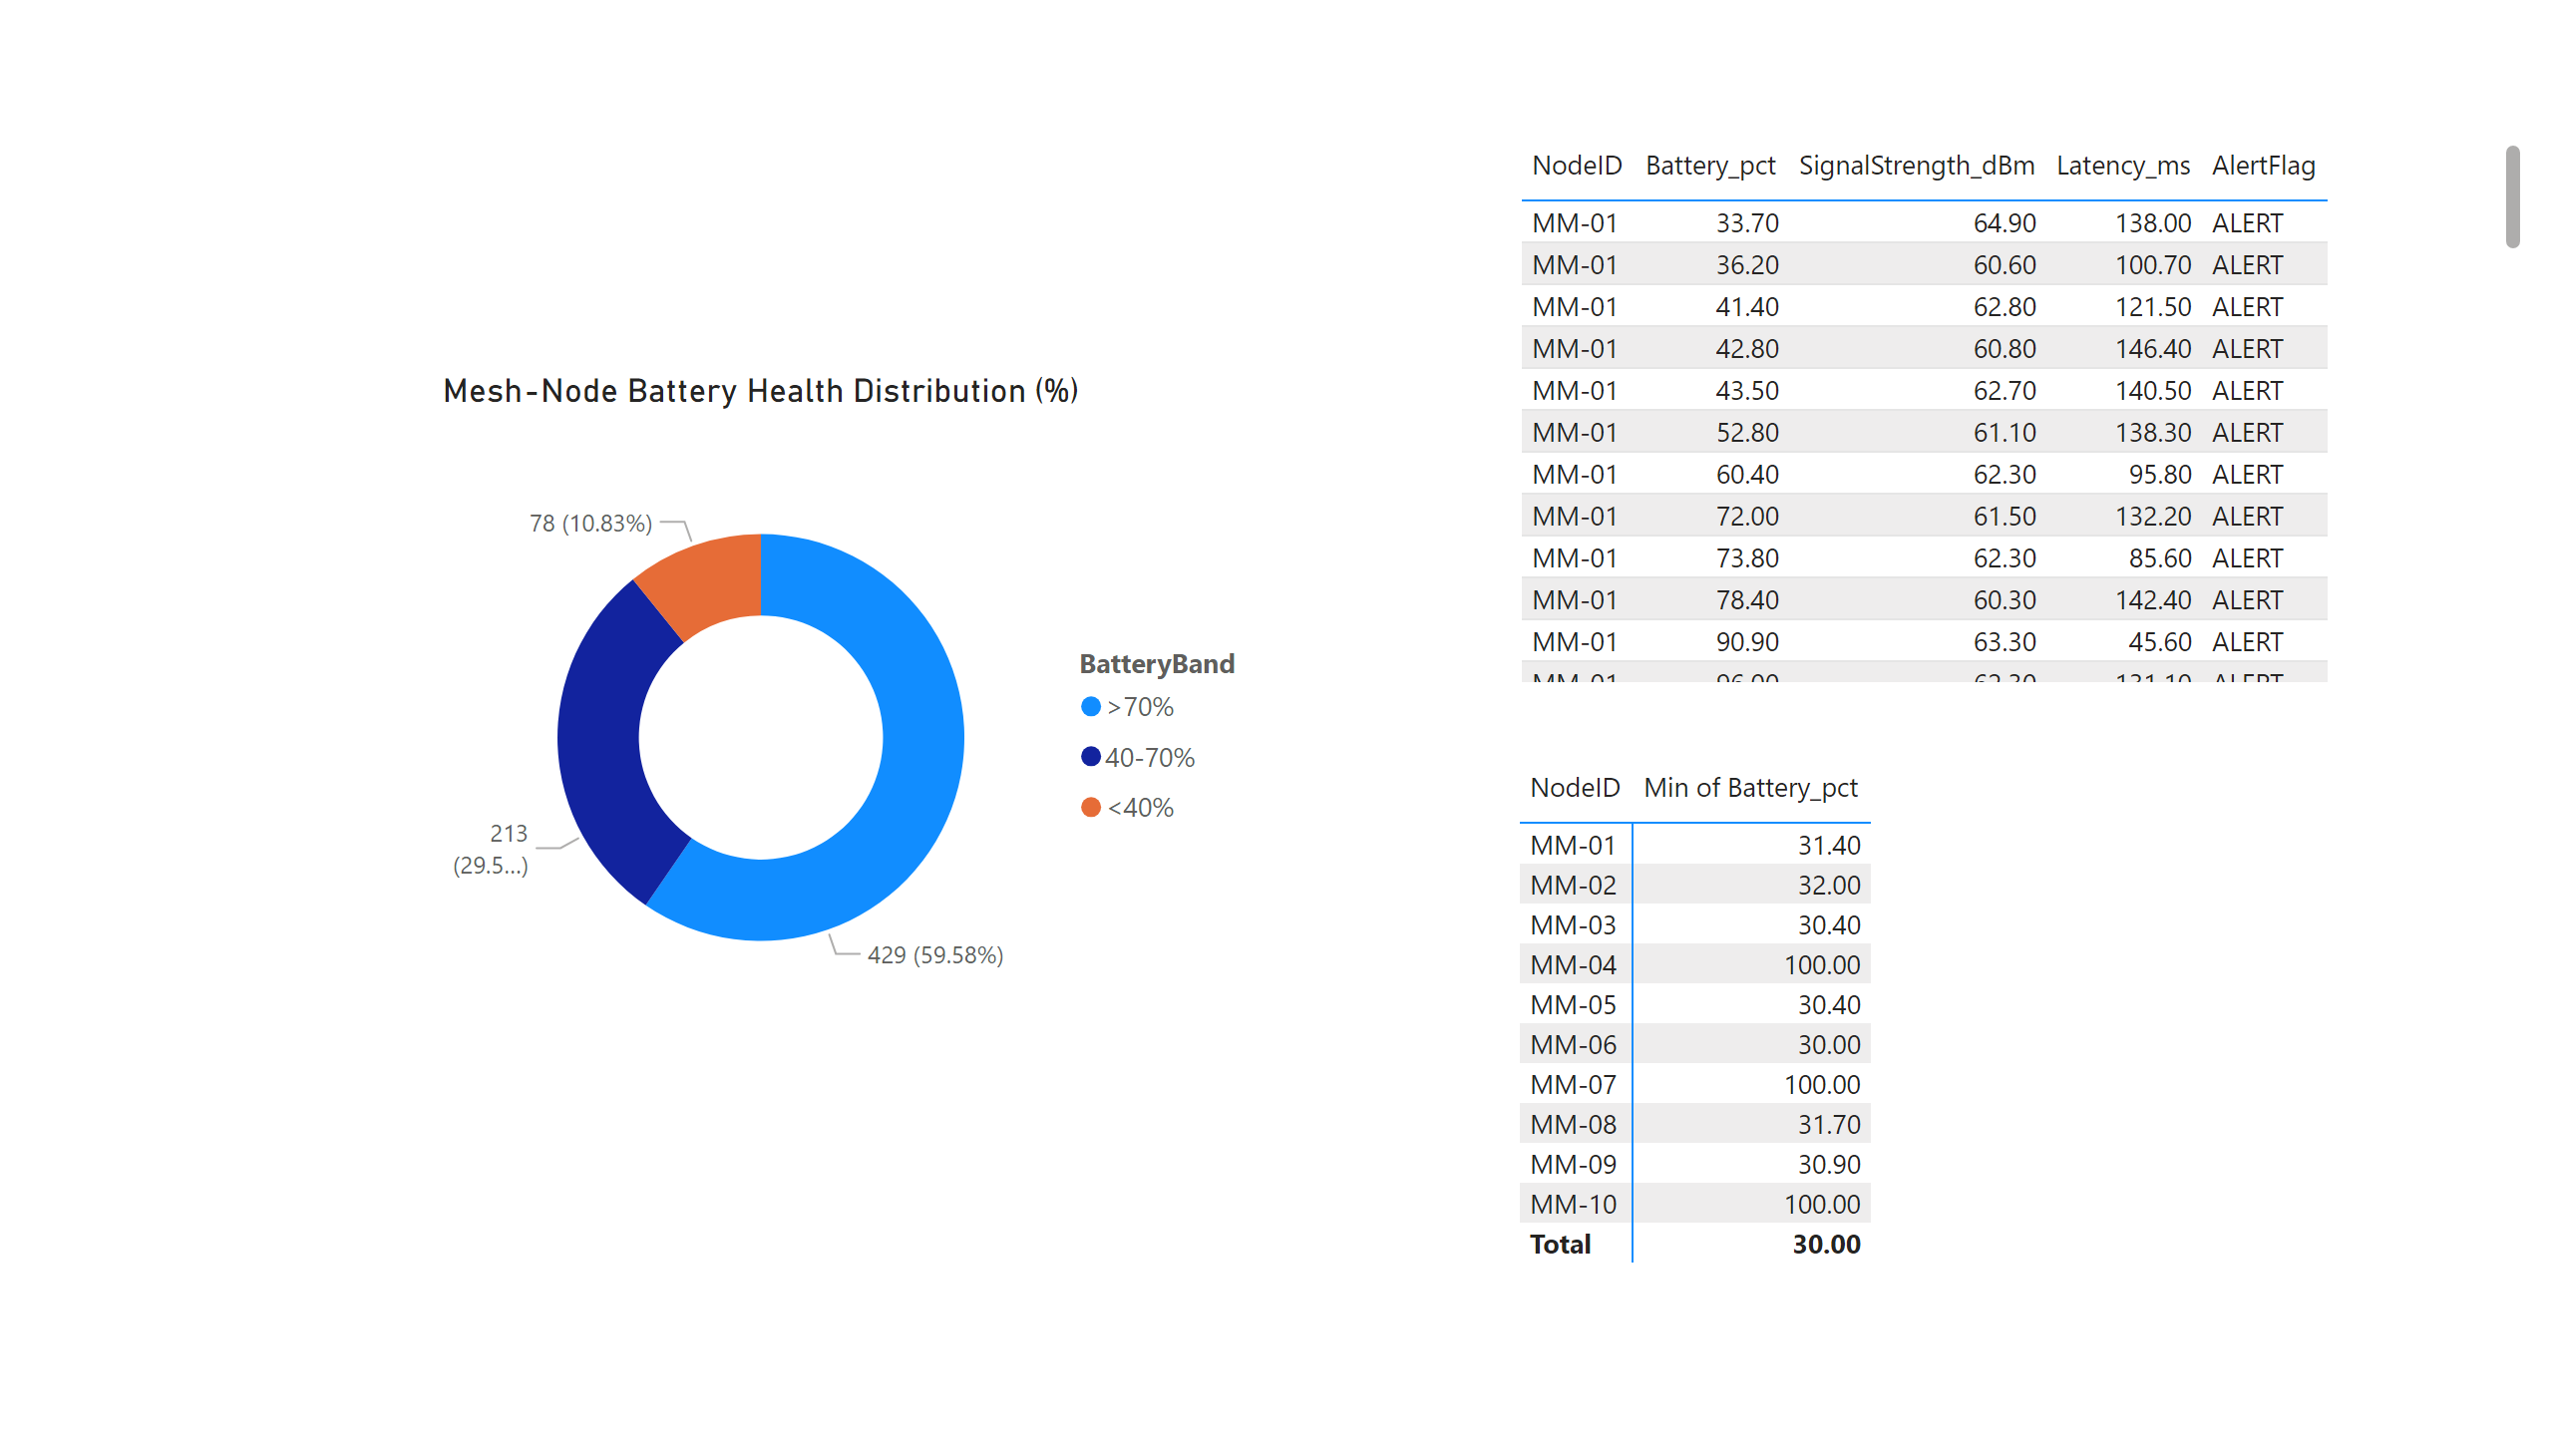 Mesh-Node Battery Health Distribution (%)
78 (10.83%)
213
(29.5...)
429 (59.58%)
BatteryBand
>70%
40-70%
<40%
NodeID Battery_pct SignalStrength_dBm Latency_ms AlertFlag
MM-01 33.70 64.90 138.00 ALERT
MM-01 36.20 60.60 100.70 ALERT
MM-01 41.40 62.80 121.50 ALERT
MM-01 42.80 60.80 146.40 ALERT
MM-01 43.50 62.70 140.50 ALERT
MM-01 52.80 61.10 138.30 ALERT
MM-01 60.40 62.30 95.80 ALERT
MM-01 72.00 61.50 132.20 ALERT
MM-01 73.80 62.30 85.60 ALERT
MM-01 78.40 60.30 142.40 ALERT
MM-01 90.90 63.30 45.60 ALERT
NodeID Min of Battery_pct
MM-01 31.40
MM-02 32.00
MM-03 30.40
MM-04 100.00
MM-05 30.40
MM-06 30.00
MM-07 100.00
MM-08 31.70
MM-09 30.90
MM-10 100.00
Total 30.00